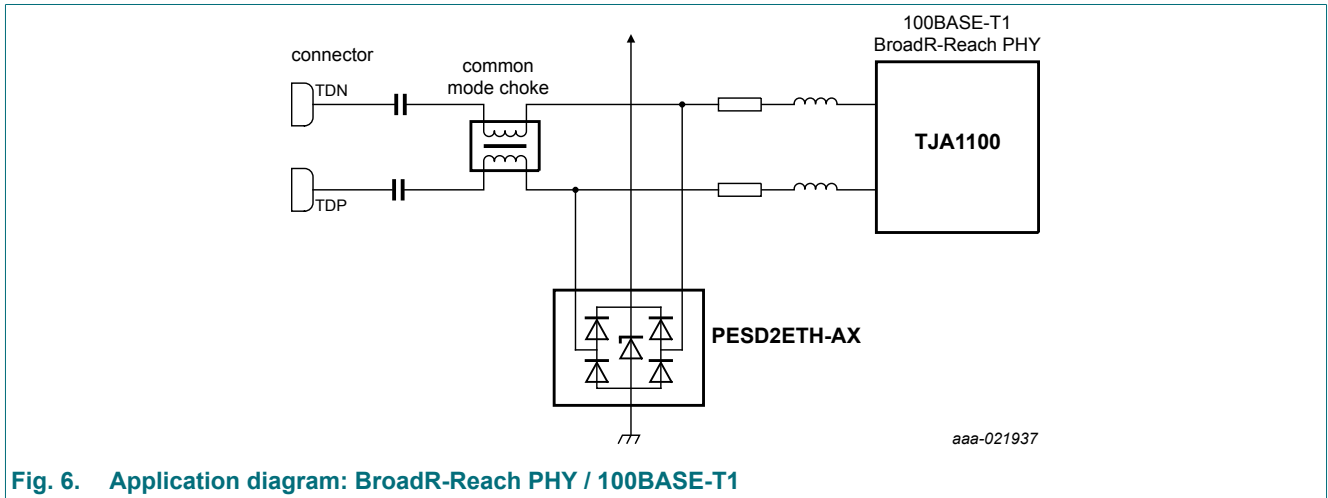 100BASE-T1
BroadR-Reach PHY
connector
common
mode choke
TDN
TJA1100
TDP
PESD2ETH-AX
aaa-021937
Fig. 6. Application diagram: BroadR-Reach PHY / 100BASE-T1